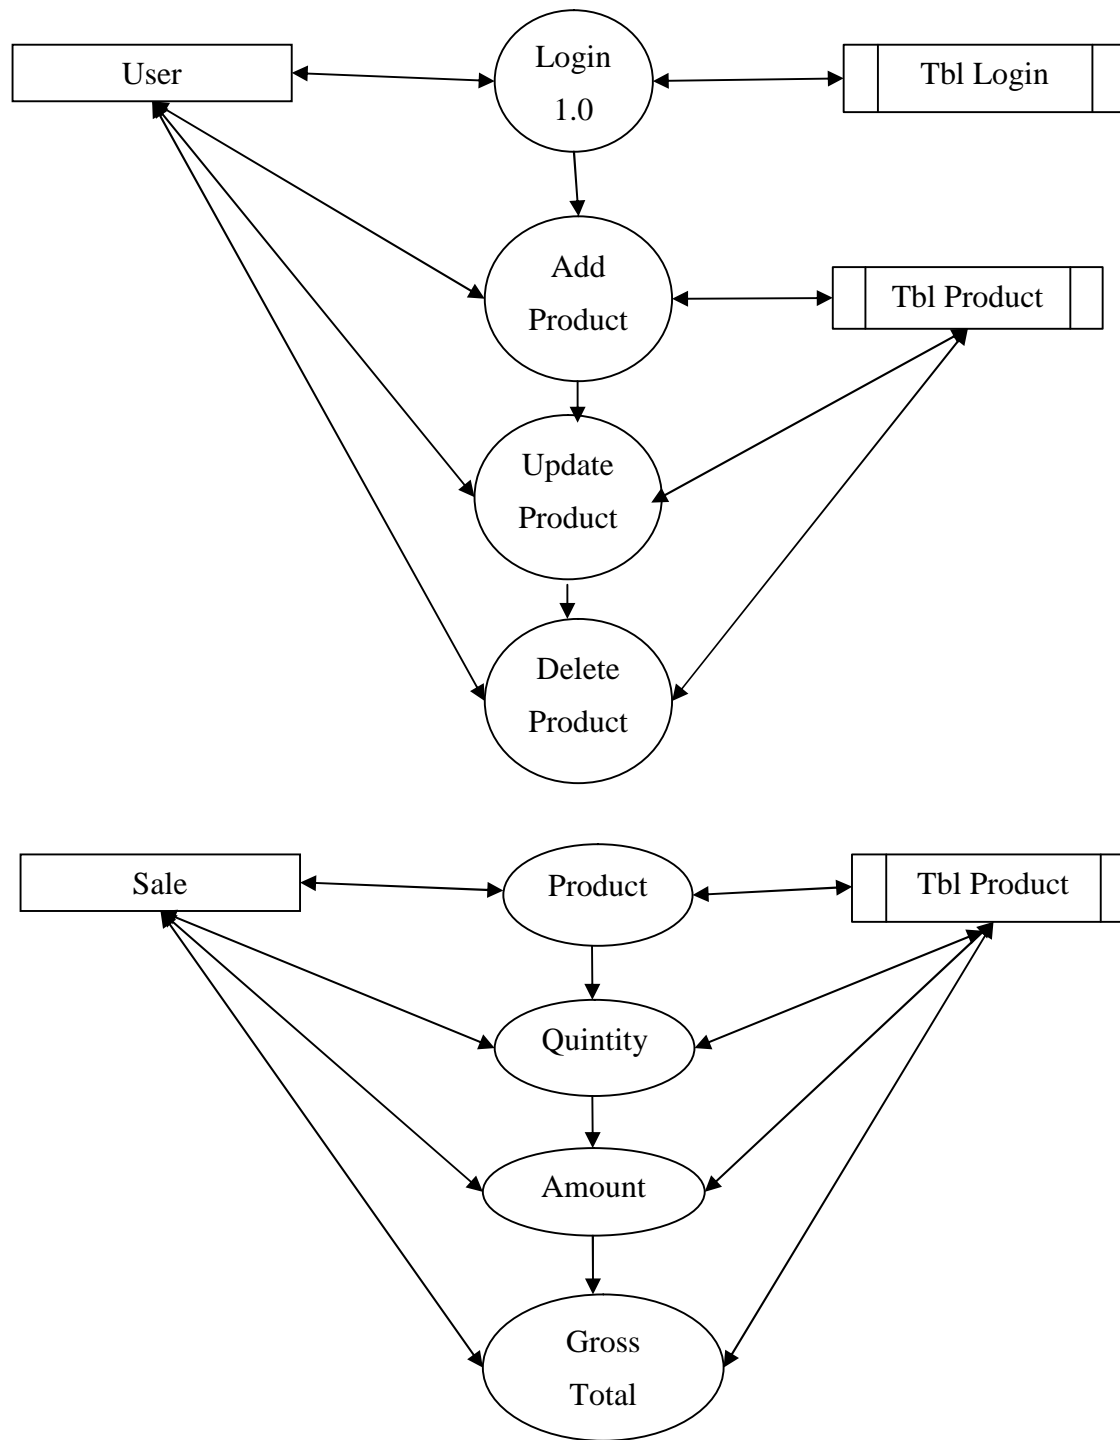 User
Login
1.0
Tbl Login
Add
Product
Tbl Product
Update
Product
Delete
Product
Sale
Product
Tbl Product
Quintity
Amount
Gross
Total